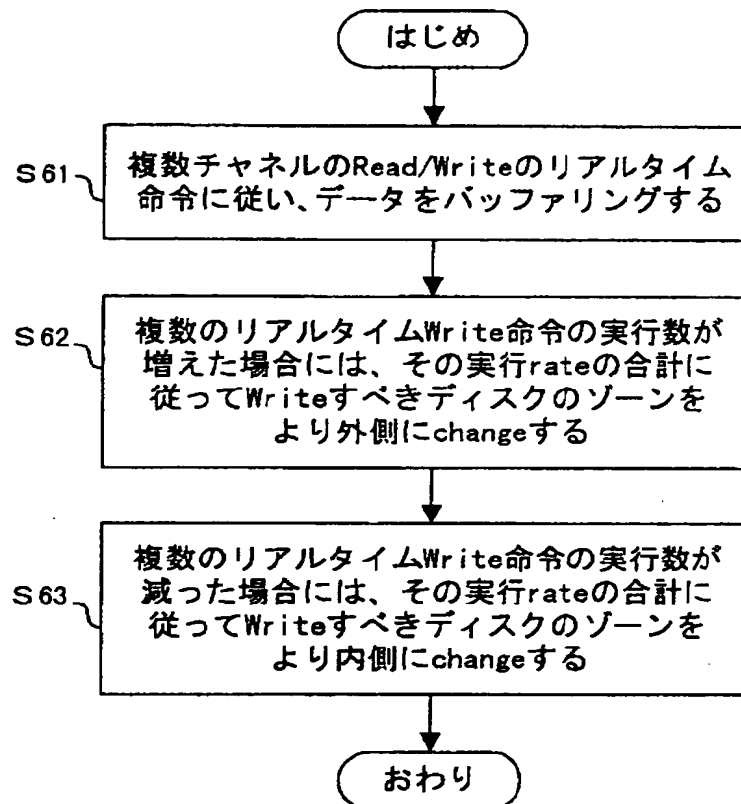 はじめ
S61
複数チャネルのRead/Writeのリアルタイム
命令に従い、データをバッファリングする
S62
複数のリアルタイムWrite命令の実行数が
増えた場合には、その実行rateの合計に
従ってWriteすべきディスクのゾーンを
より外側にchangeする
S63
複数のリアルタイムWrite命令の実行数が
減った場合には、その実行rateの合計に
従ってWriteすべきディスクのゾーンを
より内側にchangeする
おわり